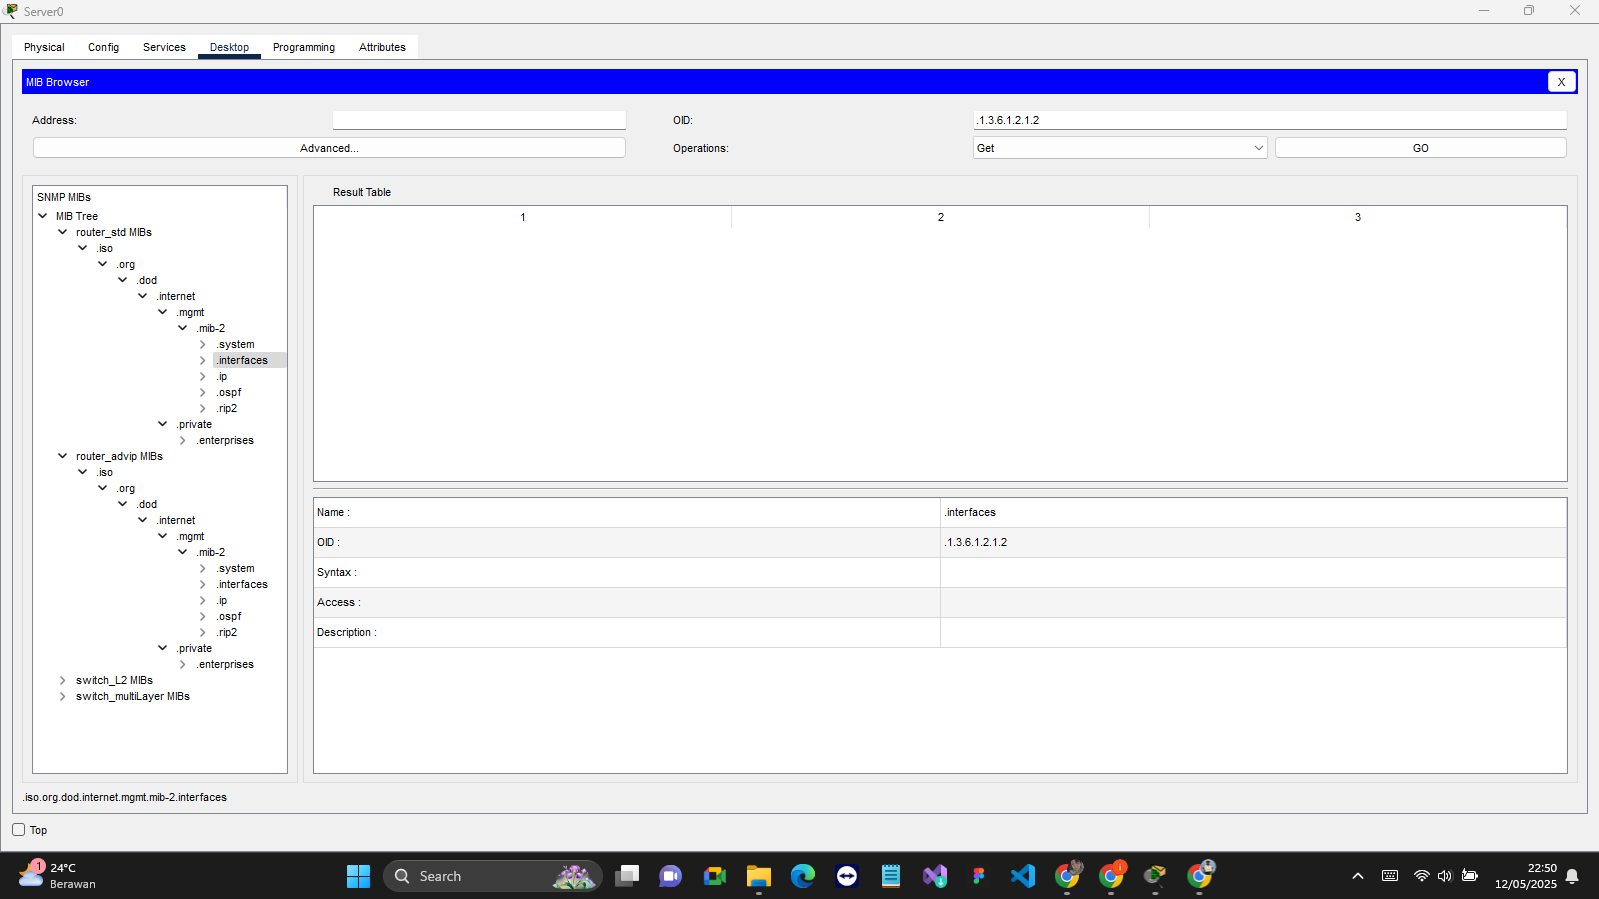 Server0
Physical Config Services Desktop Programming Attributes
MIB Browser X
Address: OID: .1.3.6.1.2.1.2
Advanced... Operations: Get GO
SNMP MIBs
MIB Tree
router_std MIBs
.iso
.org
.dod
.internet
.mgmt
.mib-2
.system
.interfaces
.ip
.ospf
.rip2
.private
.enterprises
router_advip MIBs
.iso
.org
.dod
.internet
.mgmt
.mib-2
.system
.interfaces
.ip
.ospf
.rip2
.private
.enterprises
switch_L2 MIBs
switch_multiLayer MIBs
Result Table
1 2 3
Name : .interfaces
OID : .1.3.6.1.2.1.2
Syntax :
Access :
Description :
.iso.org.dod.internet.mgmt.mib-2.interfaces
Top
1
24°C
Berawan
Search
22:50
12/05/2025